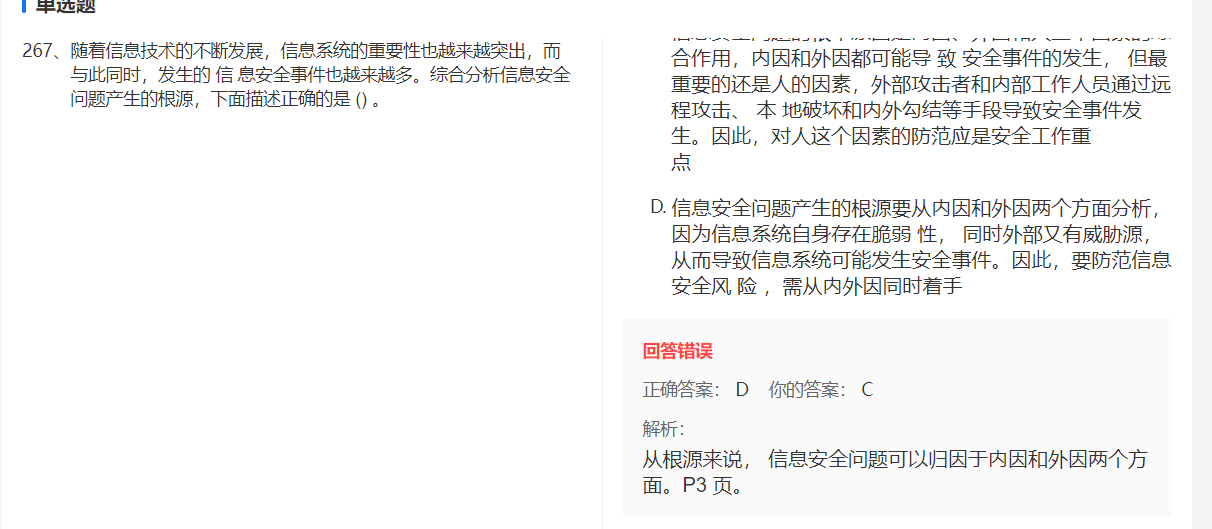 单选题
267、随着信息技术的不断发展，信息系统的重要性也越来越突出，而
与此同时，发生的 信 息安全事件也越来越多。综合分析信息安全
问题产生的根源，下面描述正确的是 () 。
合作用，内因和外因都可能导 致 安全事件的发生， 但最
重要的还是人的因素，外部攻击者和内部工作人员通过远
程攻击、 本 地破坏和内外勾结等手段导致安全事件发
生。因此，对人这个因素的防范应是安全工作重
点
D. 信息安全问题产生的根源要从内因和外因两个方面分析，
因为信息系统自身存在脆弱 性， 同时外部又有威胁源，
从而导致信息系统可能发生安全事件。因此，要防范信息
安全风 险 ，需从内外因同时着手
回答错误
正确答案： D 你的答案： C
解析：
从根源来说， 信息安全问题可以归因于内因和外因两个方
面。P3 页。